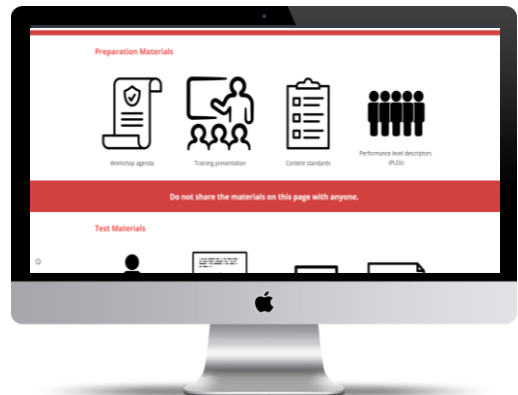 Preparation Materials
Workshop agenda
Training presentation
Content standards
Performance level descriptors
(PLDs)
Do not share the materials on this page with anyone.
Test Materials